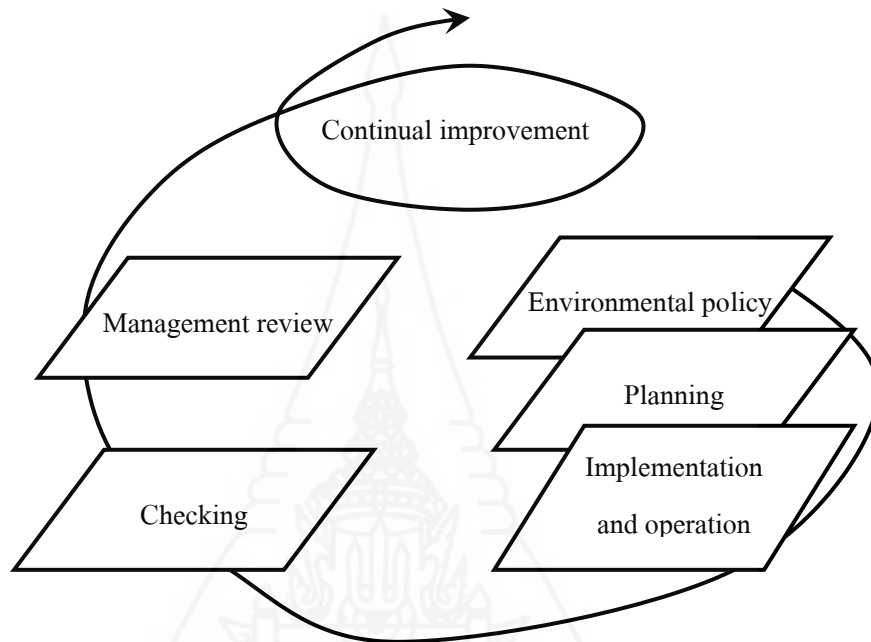 Continual improvement
Environmental policy
Management review
Planning
Implementation
and operation
Checking